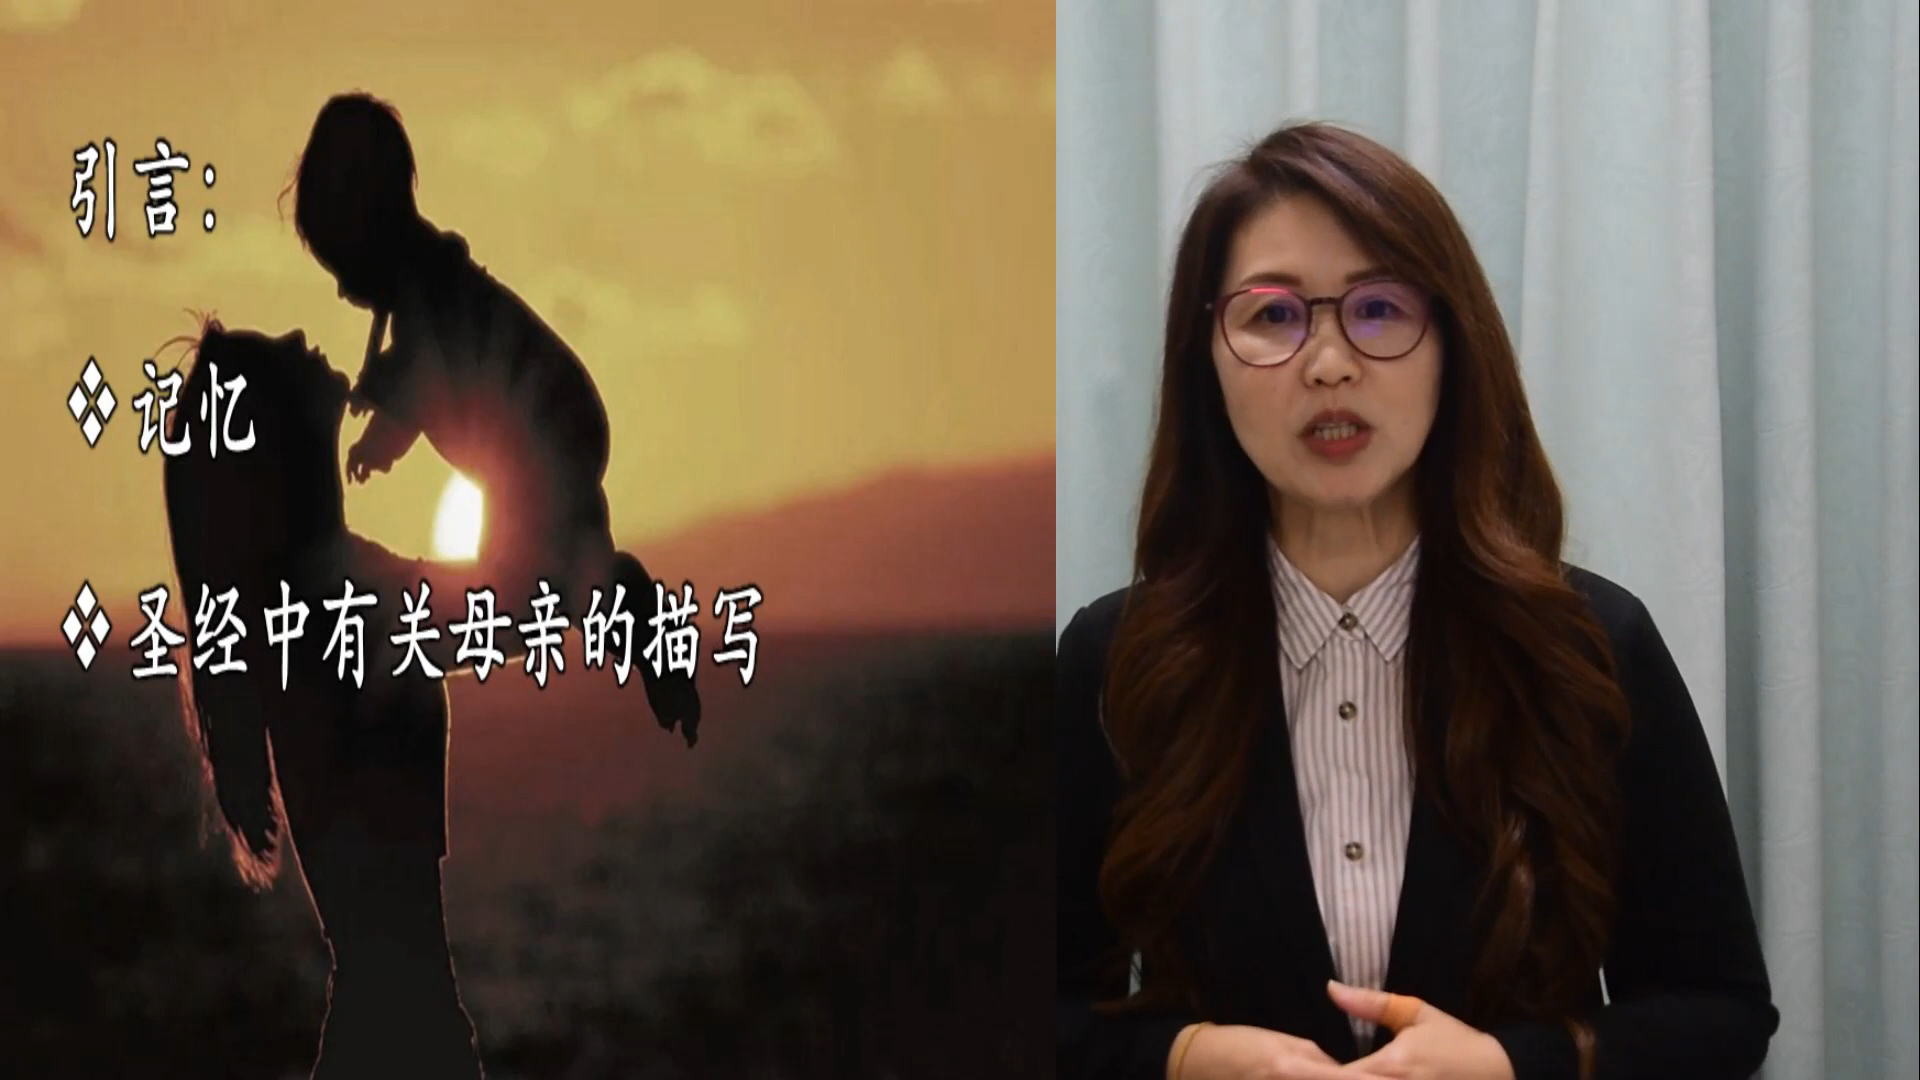 引言：
❖ 记忆
❖ 圣经中有关母亲的描写